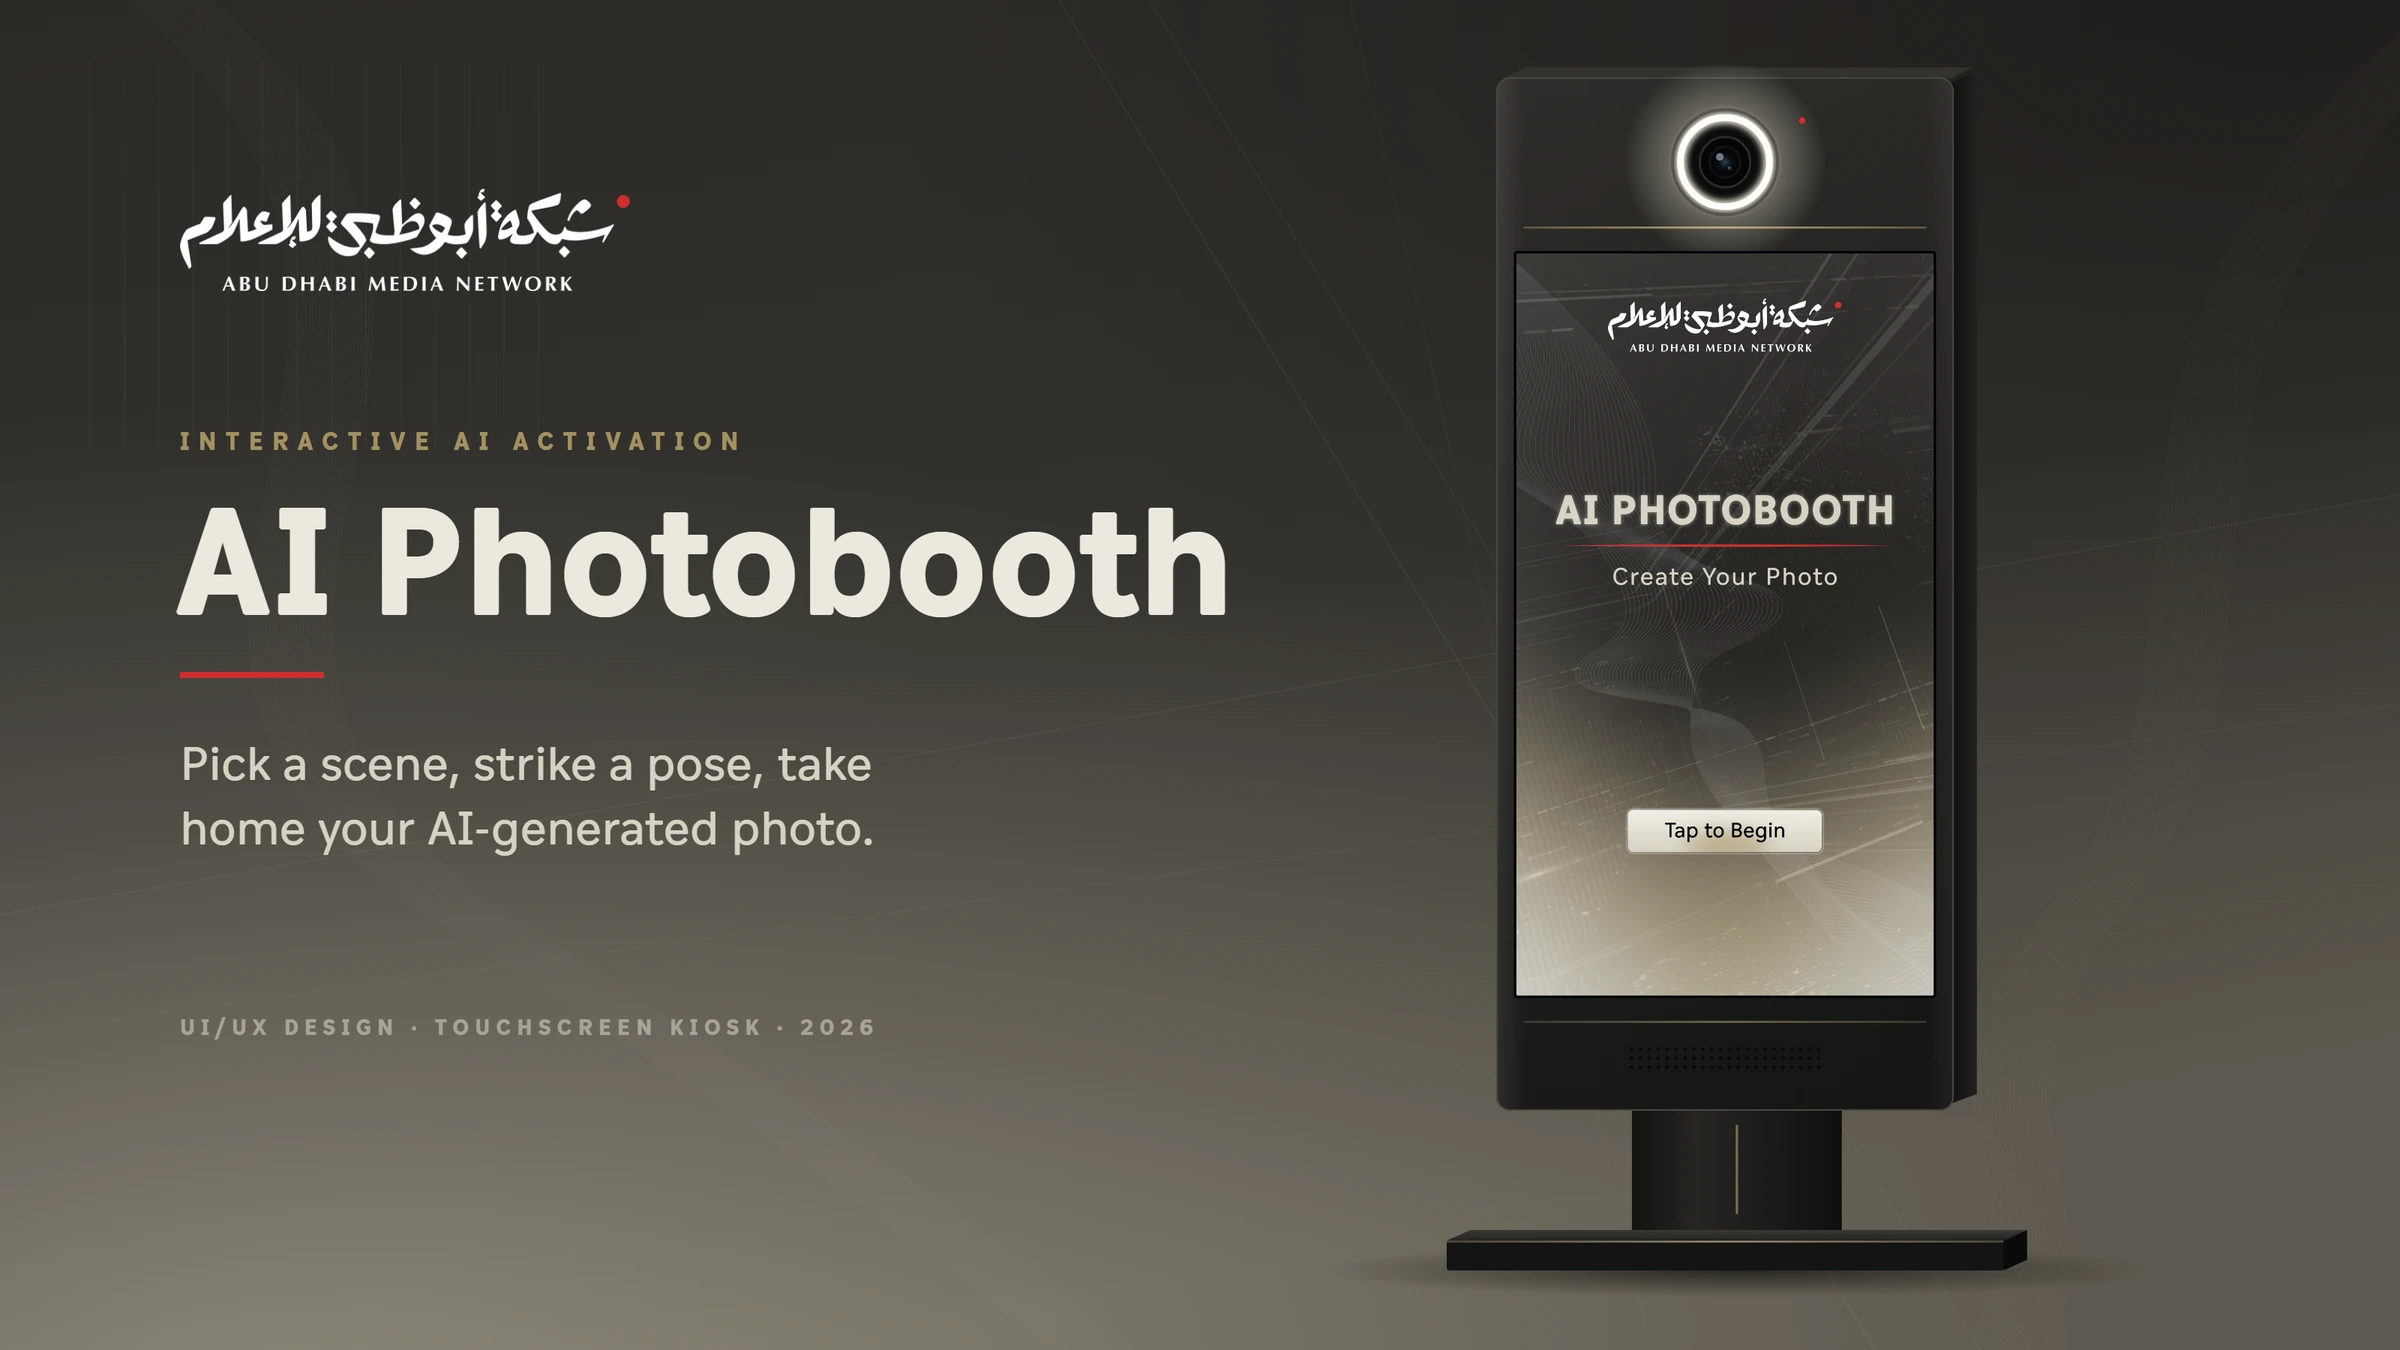 شبكة أبوظبي للإعلام
ABU DHABI MEDIA NETWORK
INTERACTIVE AI ACTIVATION
AI Photobooth
Pick a scene, strike a pose, take
home your AI-generated photo.
UI/UX DESIGN · TOUCHSCREEN KIOSK · 2026
شبكة أبوظبي للإعلام
ABU DHABI MEDIA NETWORK
AI PHOTOBOOTH
Create Your Photo
Tap to Begin